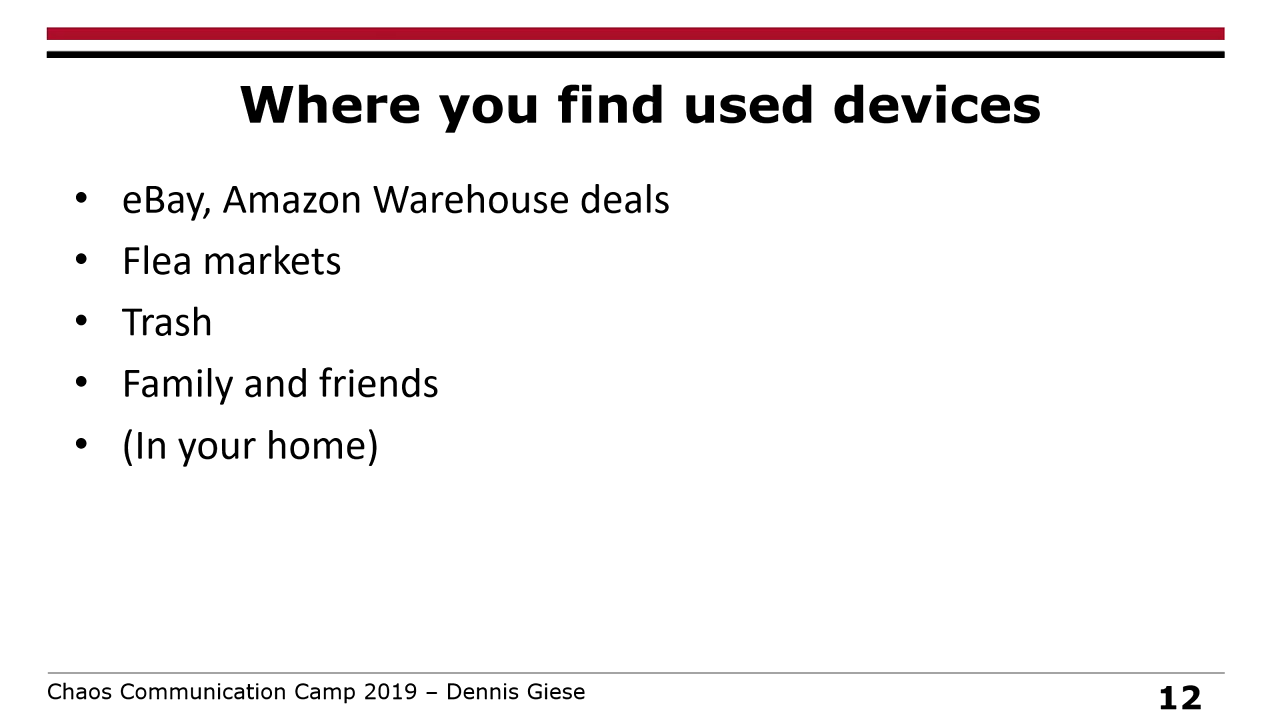 Where you find used devices
• eBay, Amazon Warehouse deals
• Flea markets
• Trash
• Family and friends
• (In your home)
Chaos Communication Camp 2019 – Dennis Giese
12